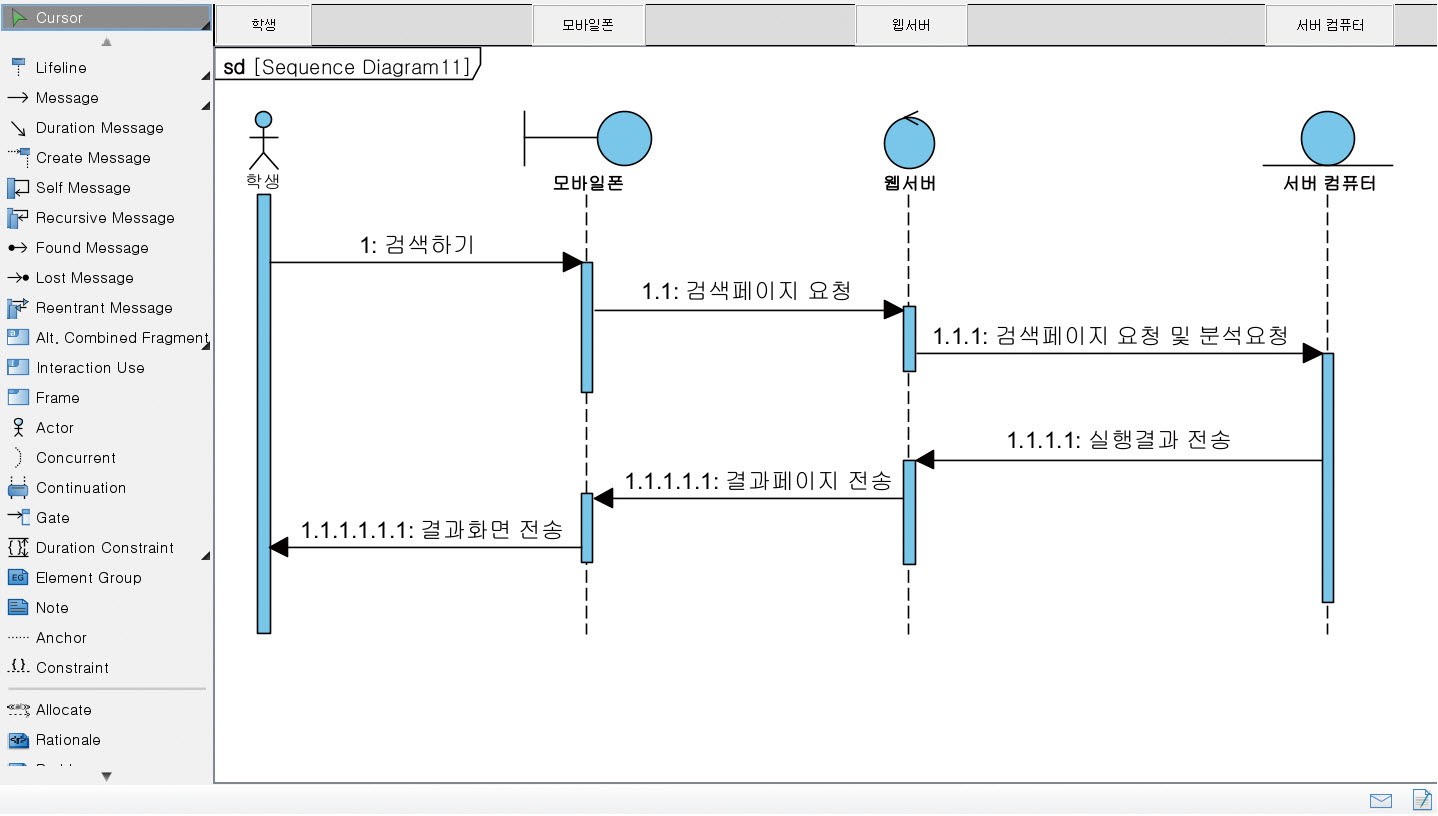 Cursor
Lifeline
Message
Duration Message
Create Message
Self Message
Recursive Message
Found Message
Lost Message
Reentrant Message
Alt. Combined Fragment
Interaction Use
Frame
Actor
Concurrent
Continuation
Gate
Duration Constraint
Element Group
Note
Anchor
Constraint
Allocate
Rationale
학생 모바일폰 웹서버 서버 컴퓨터
sd [Sequence Diagram11]
학생 모바일폰 웹서버 서버 컴퓨터
1: 검색하기
1.1: 검색페이지 요청
1.1.1: 검색페이지 요청 및 분석요청
1.1.1.1: 실행결과 전송
1.1.1.1.1: 결과페이지 전송
1.1.1.1.1.1: 결과화면 전송